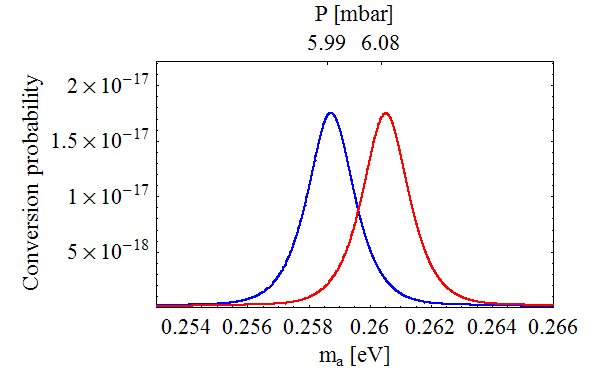 P [mbar]
5.99 6.08
Conversion probability
2×10⁻¹⁷
1.5×10⁻¹⁷
1×10⁻¹⁷
5×10⁻¹⁸
0.254 0.256 0.258 0.26 0.262 0.264 0.266
mₐ [eV]